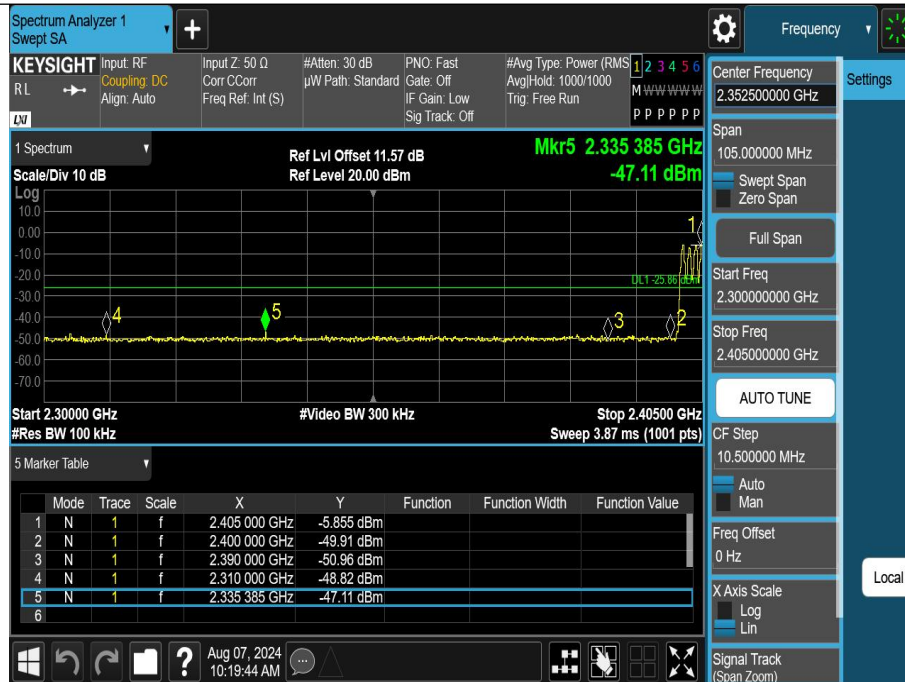 Spectrum Analyzer 1
Swept SA
+
Frequency
KEYSIGHT
RL
LXI
Input: RF
Coupling: DC
Align: Auto
Input Z: 50 Ω
Corr CCorr
Freq Ref: Int (S)
#Atten: 30 dB
µW Path: Standard
PNO: Fast
Gate: Off
IF Gain: Low
Sig Track: Off
#Avg Type: Power (RMS
Avg|Hold: 1000/1000
Trig: Free Run
1 2 3 4 5 6
M W W W W W
P P P P P P
1 Spectrum
Scale/Div 10 dB
Ref Lvl Offset 11.57 dB
Ref Level 20.00 dBm
Mkr5 2.335 385 GHz
-47.11 dBm
Log
10.0
0.00
-10.0
-20.0
-30.0
-40.0
-50.0
-60.0
-70.0
1
DL1 -25.86 dBm
4
5
3
2
Start 2.30000 GHz
#Video BW 300 kHz
Stop 2.40500 GHz
#Res BW 100 kHz
Sweep 3.87 ms (1001 pts)
5 Marker Table
Mode Trace Scale X Y Function Function Width Function Value
1 N 1 f 2.405 000 GHz -5.855 dBm
2 N 1 f 2.400 000 GHz -49.91 dBm
3 N 1 f 2.390 000 GHz -50.96 dBm
4 N 1 f 2.310 000 GHz -48.82 dBm
5 N 1 f 2.335 385 GHz -47.11 dBm
6
?
Aug 07, 2024
10:19:44 AM
Center Frequency
2.352500000 GHz
Settings
Span
105.000000 MHz
Swept Span
Zero Span
Full Span
Start Freq
2.300000000 GHz
Stop Freq
2.405000000 GHz
AUTO TUNE
CF Step
10.500000 MHz
Auto
Man
Freq Offset
0 Hz
Local
X Axis Scale
Log
Lin
Signal Track
(Span Zoom)